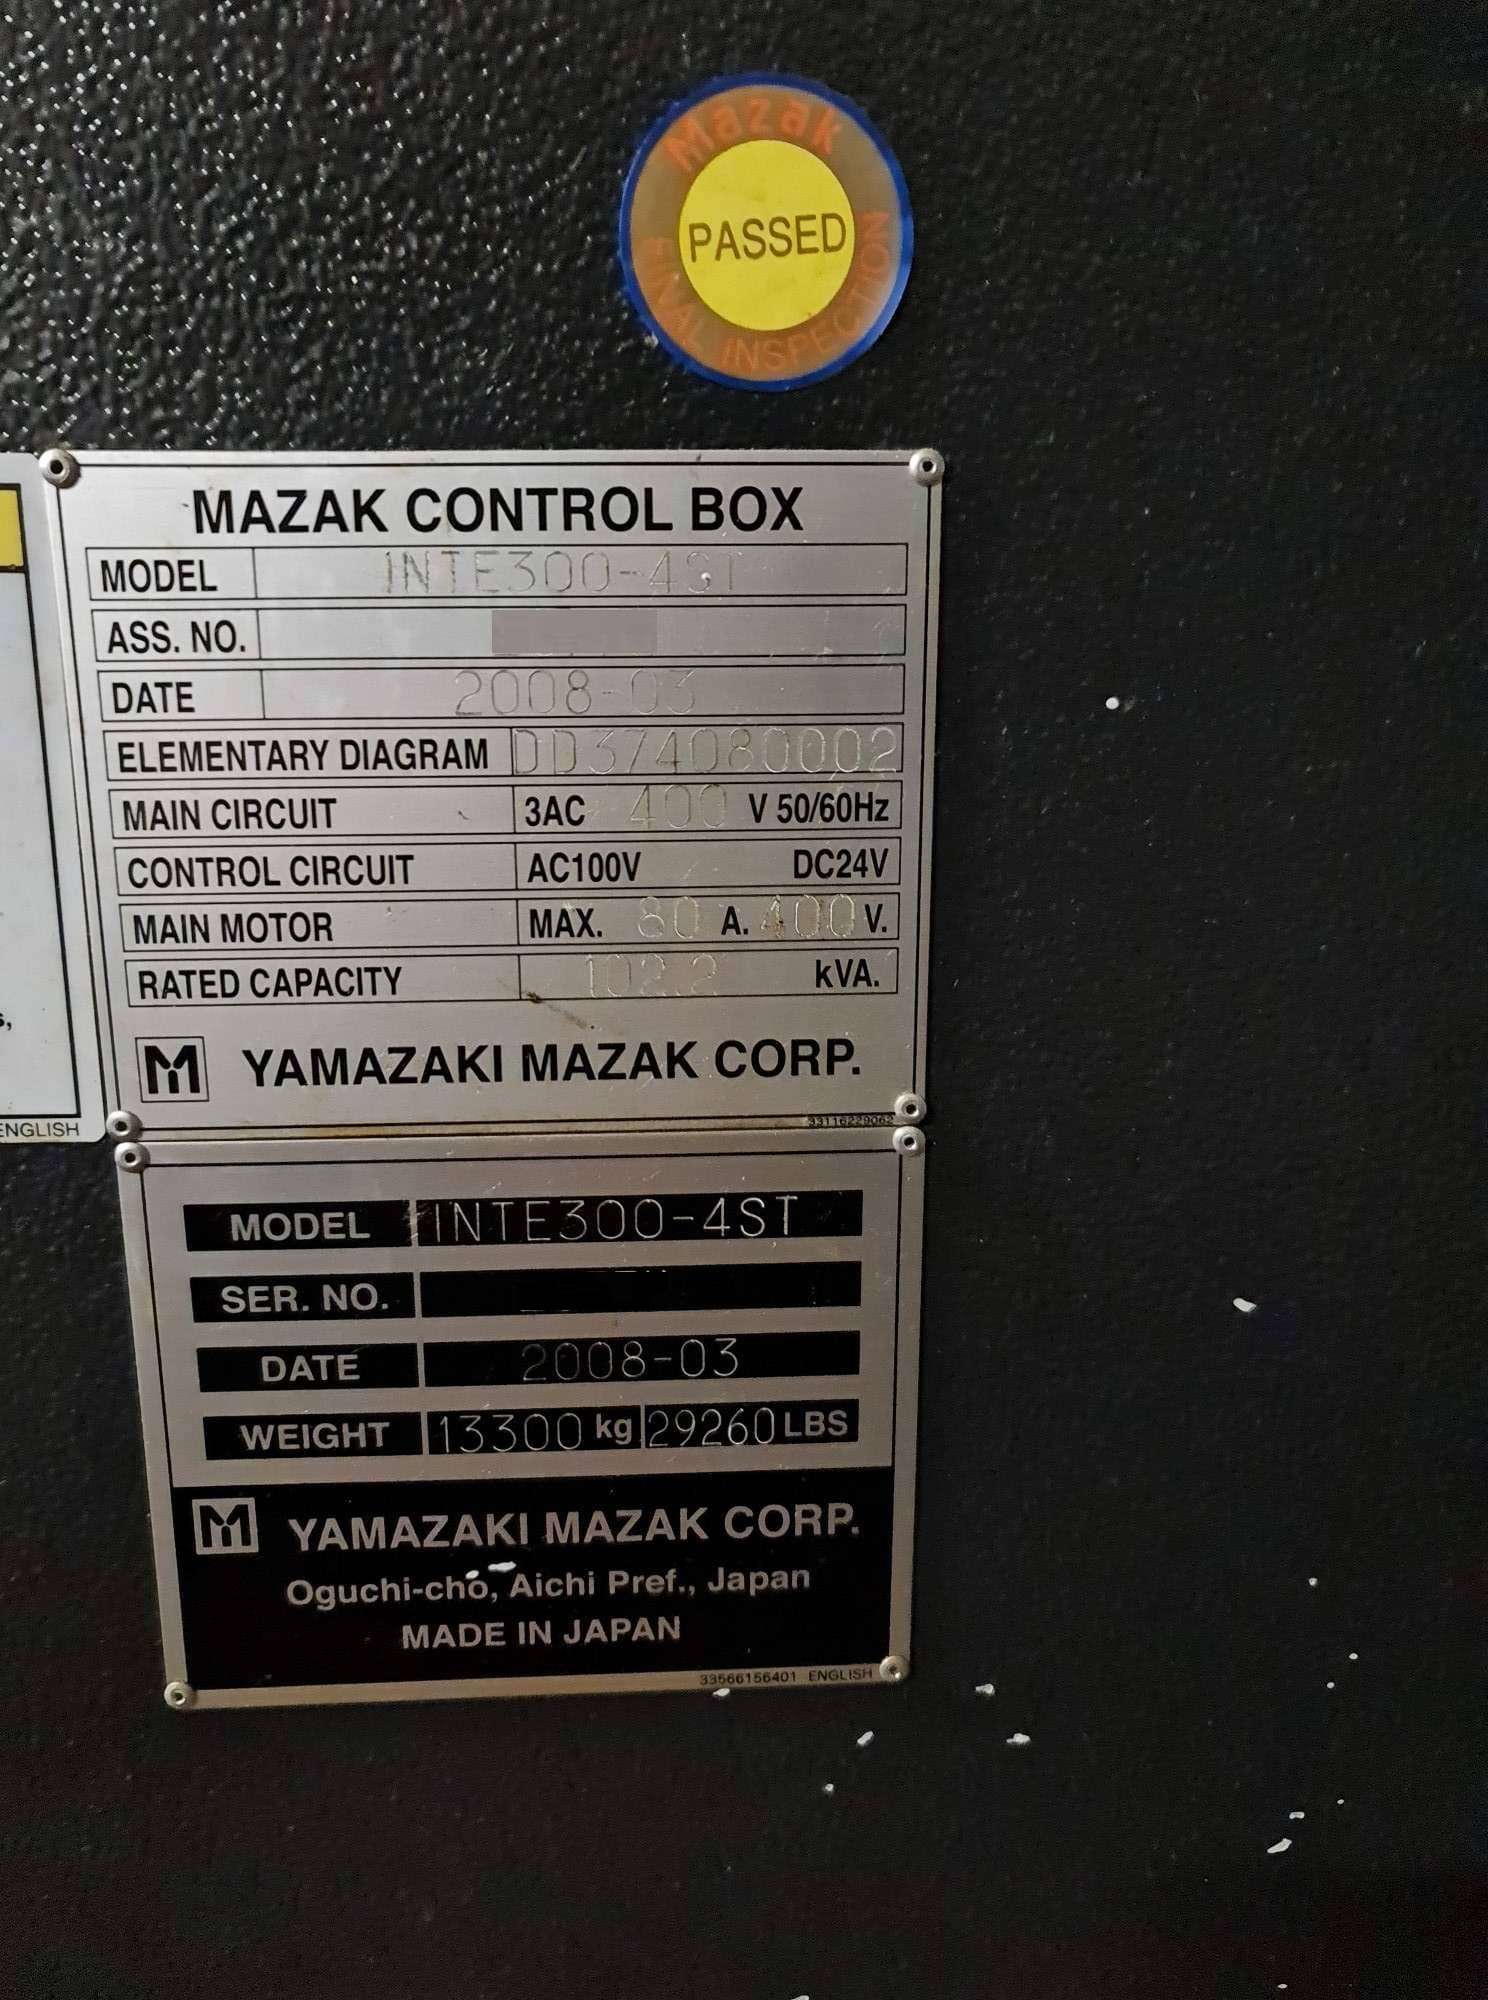 Mazak
PASSED
FINAL INSPECTION
MAZAK CONTROL BOX
MODEL INTE300-4ST
ASS. NO.
DATE 2008-03
ELEMENTARY DIAGRAM DD374080002
MAIN CIRCUIT 3AC 400 V 50/60Hz
CONTROL CIRCUIT AC100V DC24V
MAIN MOTOR MAX. 80 A. 400 V.
RATED CAPACITY 102.2 kVA.
YAMAZAKI MAZAK CORP.
33116229062
ENGLISH
MODEL INTE300-4ST
SER. NO.
DATE 2008-03
WEIGHT 13300 kg 29260 LBS
YAMAZAKI MAZAK CORP.
Oguchi-cho, Aichi Pref., Japan
MADE IN JAPAN
33566156401 ENGLISH